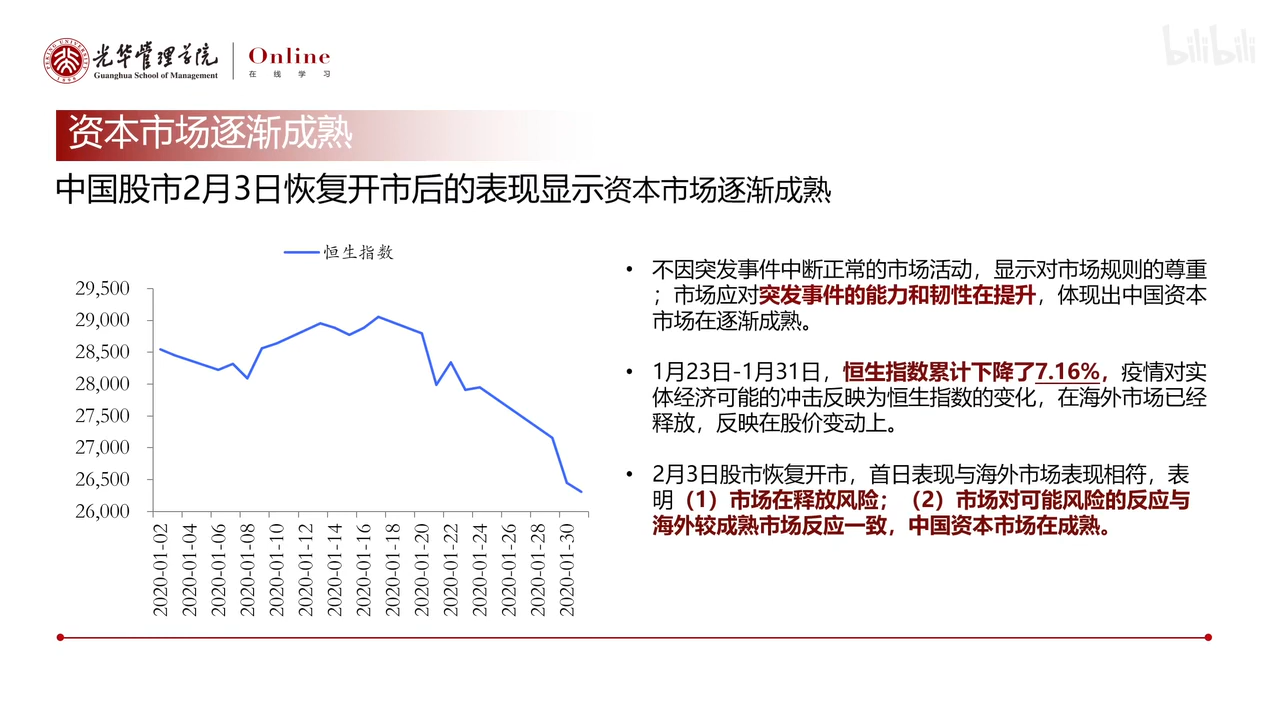 光华管理学院
Guanghua School of Management
Online
在线学习
bilibili
PEKING UNIVERSITY
1898
资本市场逐渐成熟
中国股市2月3日恢复开市后的表现显示资本市场逐渐成熟
恒生指数
29,500
29,000
28,500
28,000
27,500
27,000
26,500
26,000
2020-01-02
2020-01-04
2020-01-06
2020-01-08
2020-01-10
2020-01-12
2020-01-14
2020-01-16
2020-01-18
2020-01-20
2020-01-22
2020-01-24
2020-01-26
2020-01-28
2020-01-30
• 不因突发事件中断正常的市场活动，显示对市场规则的尊重
；市场应对突发事件的能力和韧性在提升，体现出中国资本
市场在逐渐成熟。
• 1月23日-1月31日，恒生指数累计下降了7.16%，疫情对实
体经济可能的冲击反映为恒生指数的变化，在海外市场已经
释放，反映在股价变动上。
• 2月3日股市恢复开市，首日表现与海外市场表现相符，表
明（1）市场在释放风险；（2）市场对可能风险的反应与
海外较成熟市场反应一致，中国资本市场在成熟。